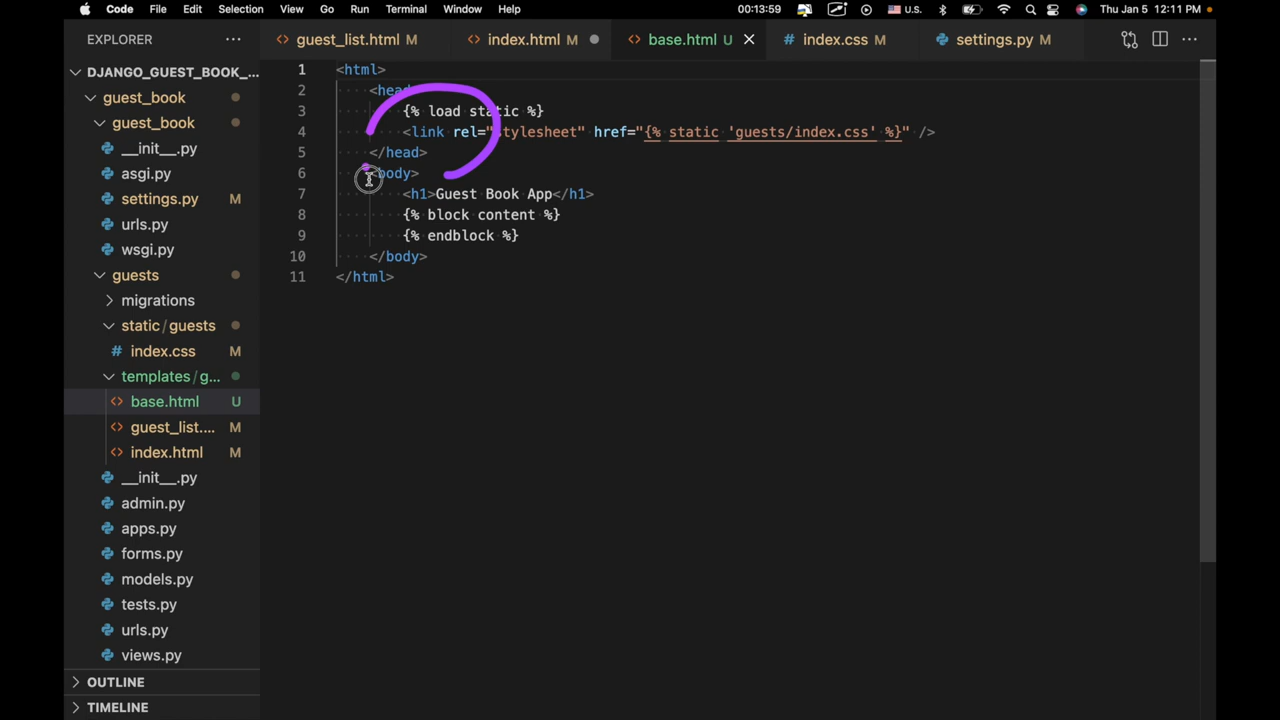 Code File Edit Selection View Go Run Terminal Window Help 00:13:59 U.S. Thu Jan 5 12:11 PM
EXPLORER ... guest_list.html M index.html M base.html U × index.css M settings.py M ...
DJANGO_GUEST_BOOK_...
guest_book
guest_book
__init__.py
asgi.py
settings.py M
urls.py
wsgi.py
guests
migrations
static/guests
# index.css M
templates/g...
base.html U
guest_list.... M
index.html M
__init__.py
admin.py
apps.py
forms.py
models.py
tests.py
urls.py
views.py
OUTLINE
TIMELINE
1 <html>
2 <head
3 {% load static %}
4 <link rel="stylesheet" href="{% static 'guests/index.css' %}" />
5 </head>
6 <body>
7 <h1>Guest Book App</h1>
8 {% block content %}
9 {% endblock %}
10 </body>
11 </html>